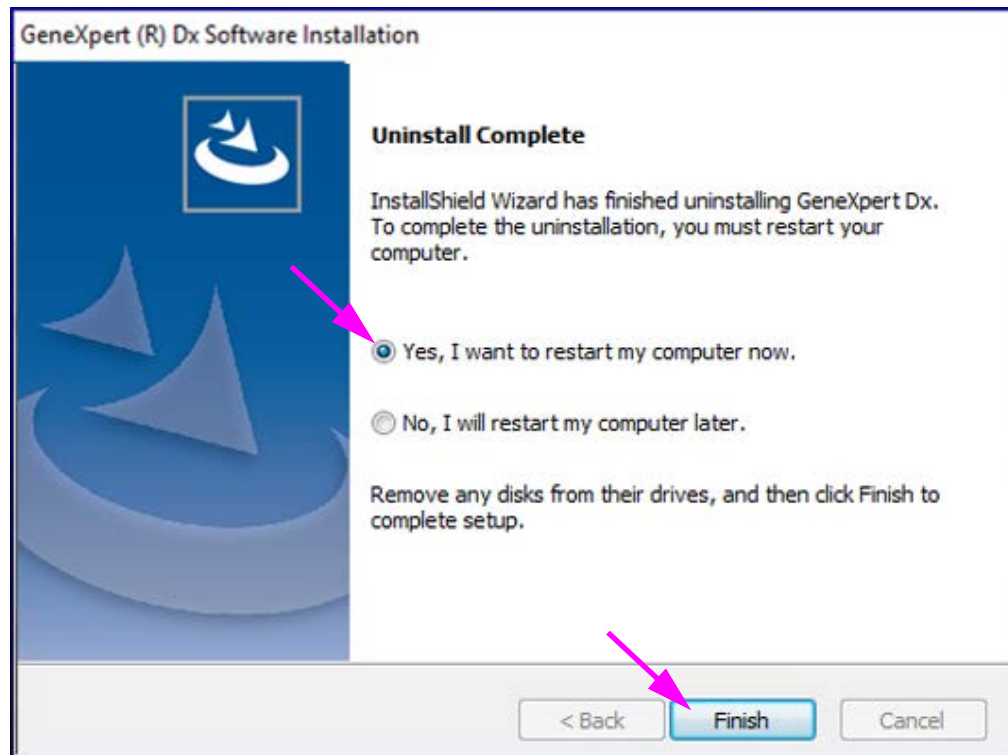 GeneXpert (R) Dx Software Installation
Uninstall Complete
InstallShield Wizard has finished uninstalling GeneXpert Dx.
To complete the uninstallation, you must restart your
computer.
Yes, I want to restart my computer now.
No, I will restart my computer later.
Remove any disks from their drives, and then click Finish to
complete setup.
< Back
Finish
Cancel